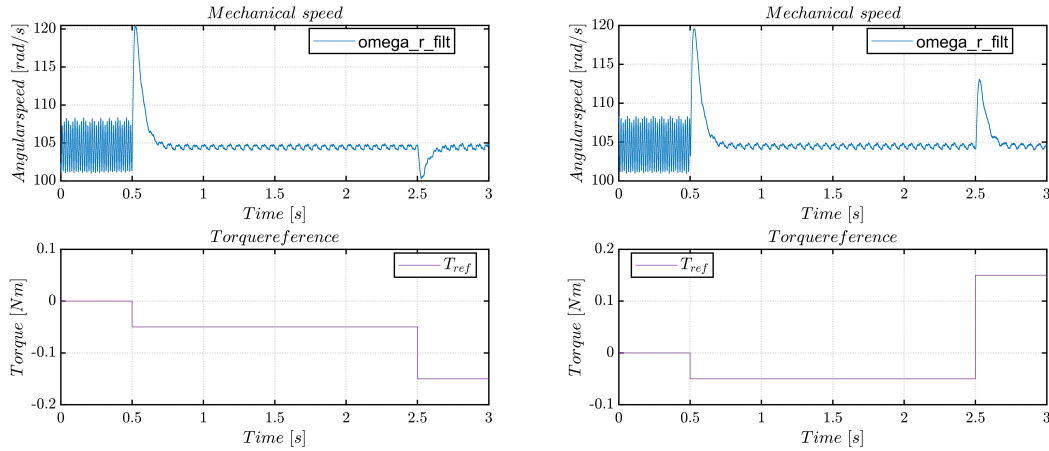 Mechanical speed
Angularspeed [rad/s]
120
115
110
105
100
omega_r_filt
0 0.5 1 1.5 2 2.5 3
Time [s]
Mechanical speed
Angularspeed [rad/s]
120
115
110
105
100
omega_r_filt
0 0.5 1 1.5 2 2.5 3
Time [s]
Torquereference
Torque [Nm]
0.1
0
-0.1
-0.2
T_ref
0 0.5 1 1.5 2 2.5 3
Time [s]
Torquereference
Torque [Nm]
0.2
0.1
0
-0.1
T_ref
0 0.5 1 1.5 2 2.5 3
Time [s]